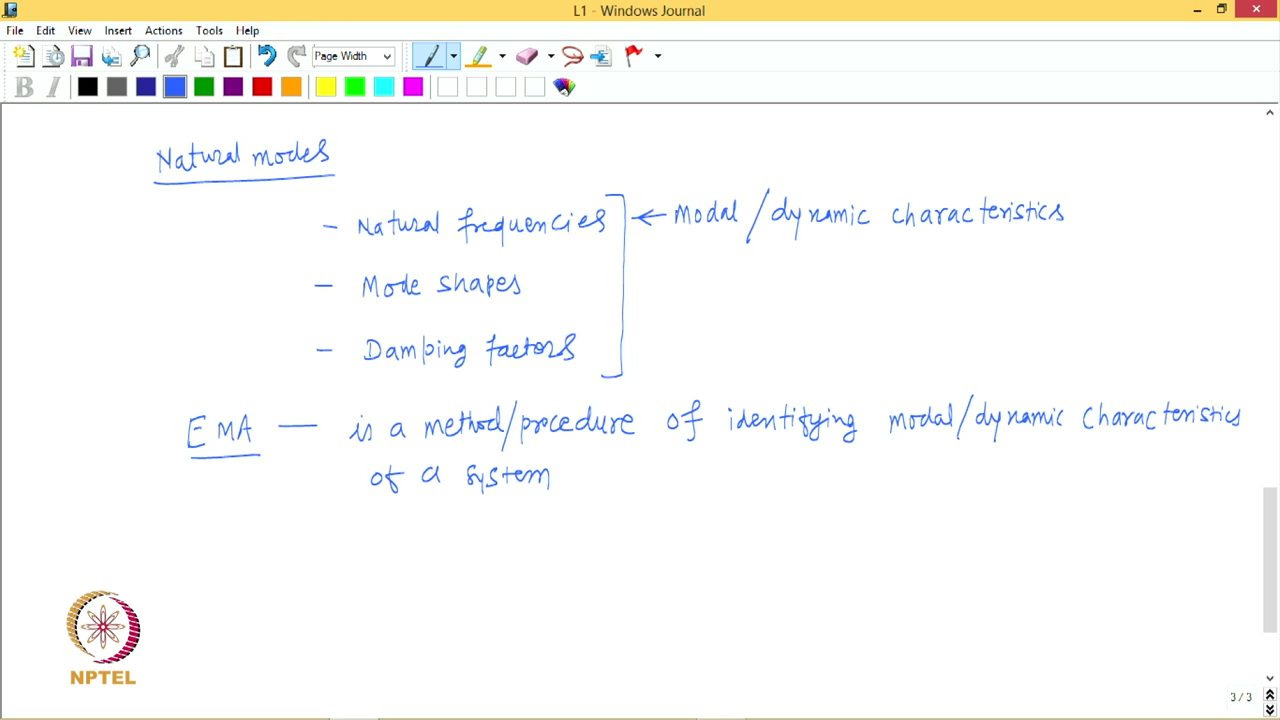 L1 - Windows Journal
File Edit View Insert Actions Tools Help
Page Width
B I
Natural modes
- Natural frequencies ← Modal/dynamic characteristics
- Mode shapes
- Damping factors
EMA — is a method/procedure of identifying modal/dynamic characteristics
of a system
NPTEL
3 / 3